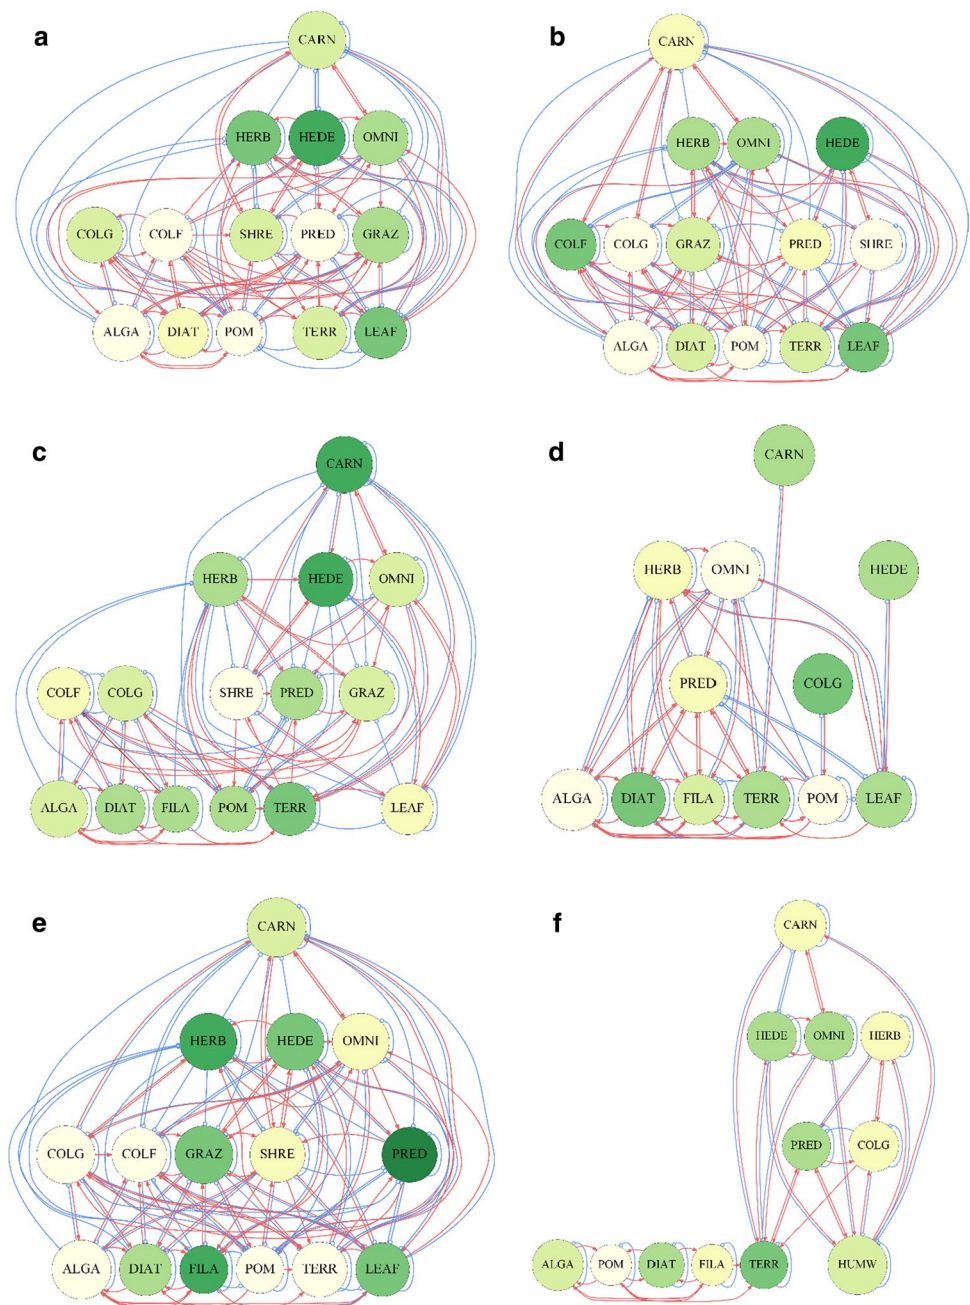 a
CARN
HERB HEDE OMNI
COLG COLF SHRE PRED GRAZ
ALGA DIAT POM TERR LEAF
b
CARN
HERB OMNI HEDE
COLF COLG GRAZ PRED SHRE
ALGA DIAT POM TERR LEAF
c
CARN
HERB HEDE OMNI
COLF COLG SHRE PRED GRAZ
ALGA DIAT FILA POM TERR LEAF
d
CARN
HERB OMNI HEDE
PRED COLG
ALGA DIAT FILA TERR POM LEAF
e
CARN
HERB HEDE OMNI
COLG COLF GRAZ SHRE PRED
ALGA DIAT FILA POM TERR LEAF
f
CARN
HEDE OMNI HERB
PRED COLG
ALGA POM DIAT FILA TERR HUMW